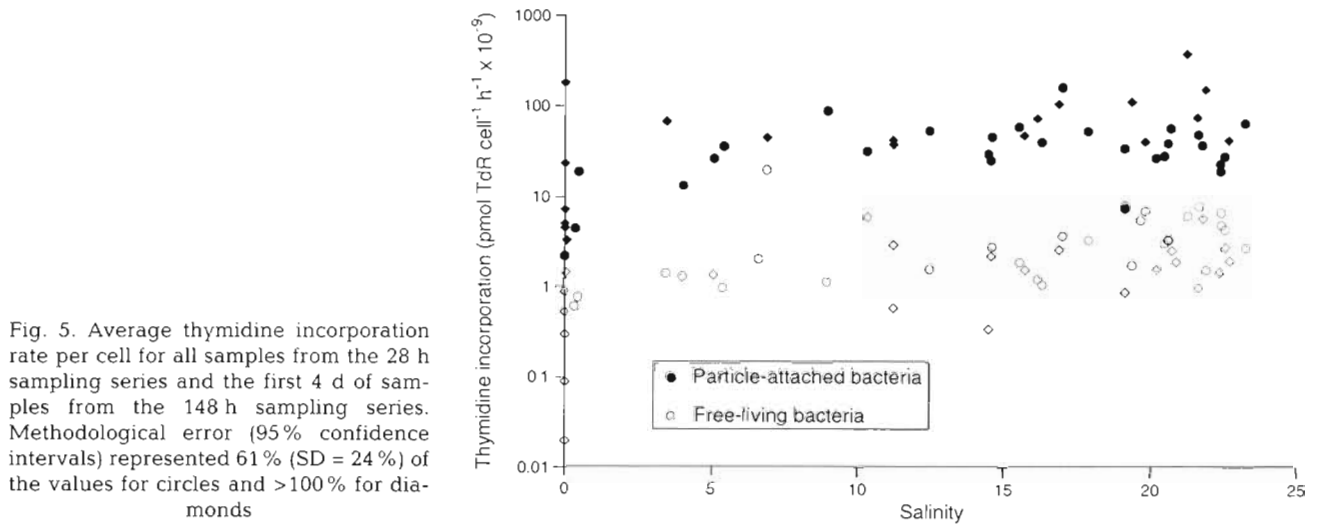 Fig. 5. Average thymidine incorporation
rate per cell for all samples from the 28 h
sampling series and the first 4 d of sam-
ples from the 148 h sampling series.
Methodological error (95% confidence
intervals) represented 61% (SD = 24%) of
the values for circles and >100% for dia-
monds
Thymidine incorporation (pmol TdR cell⁻¹ h⁻¹ x 10⁻⁹)
1000
100
10
1
0 1
0.01
Particle-attached bacteria
Free-living bacteria
0
5
10
15
20
25
Salinity